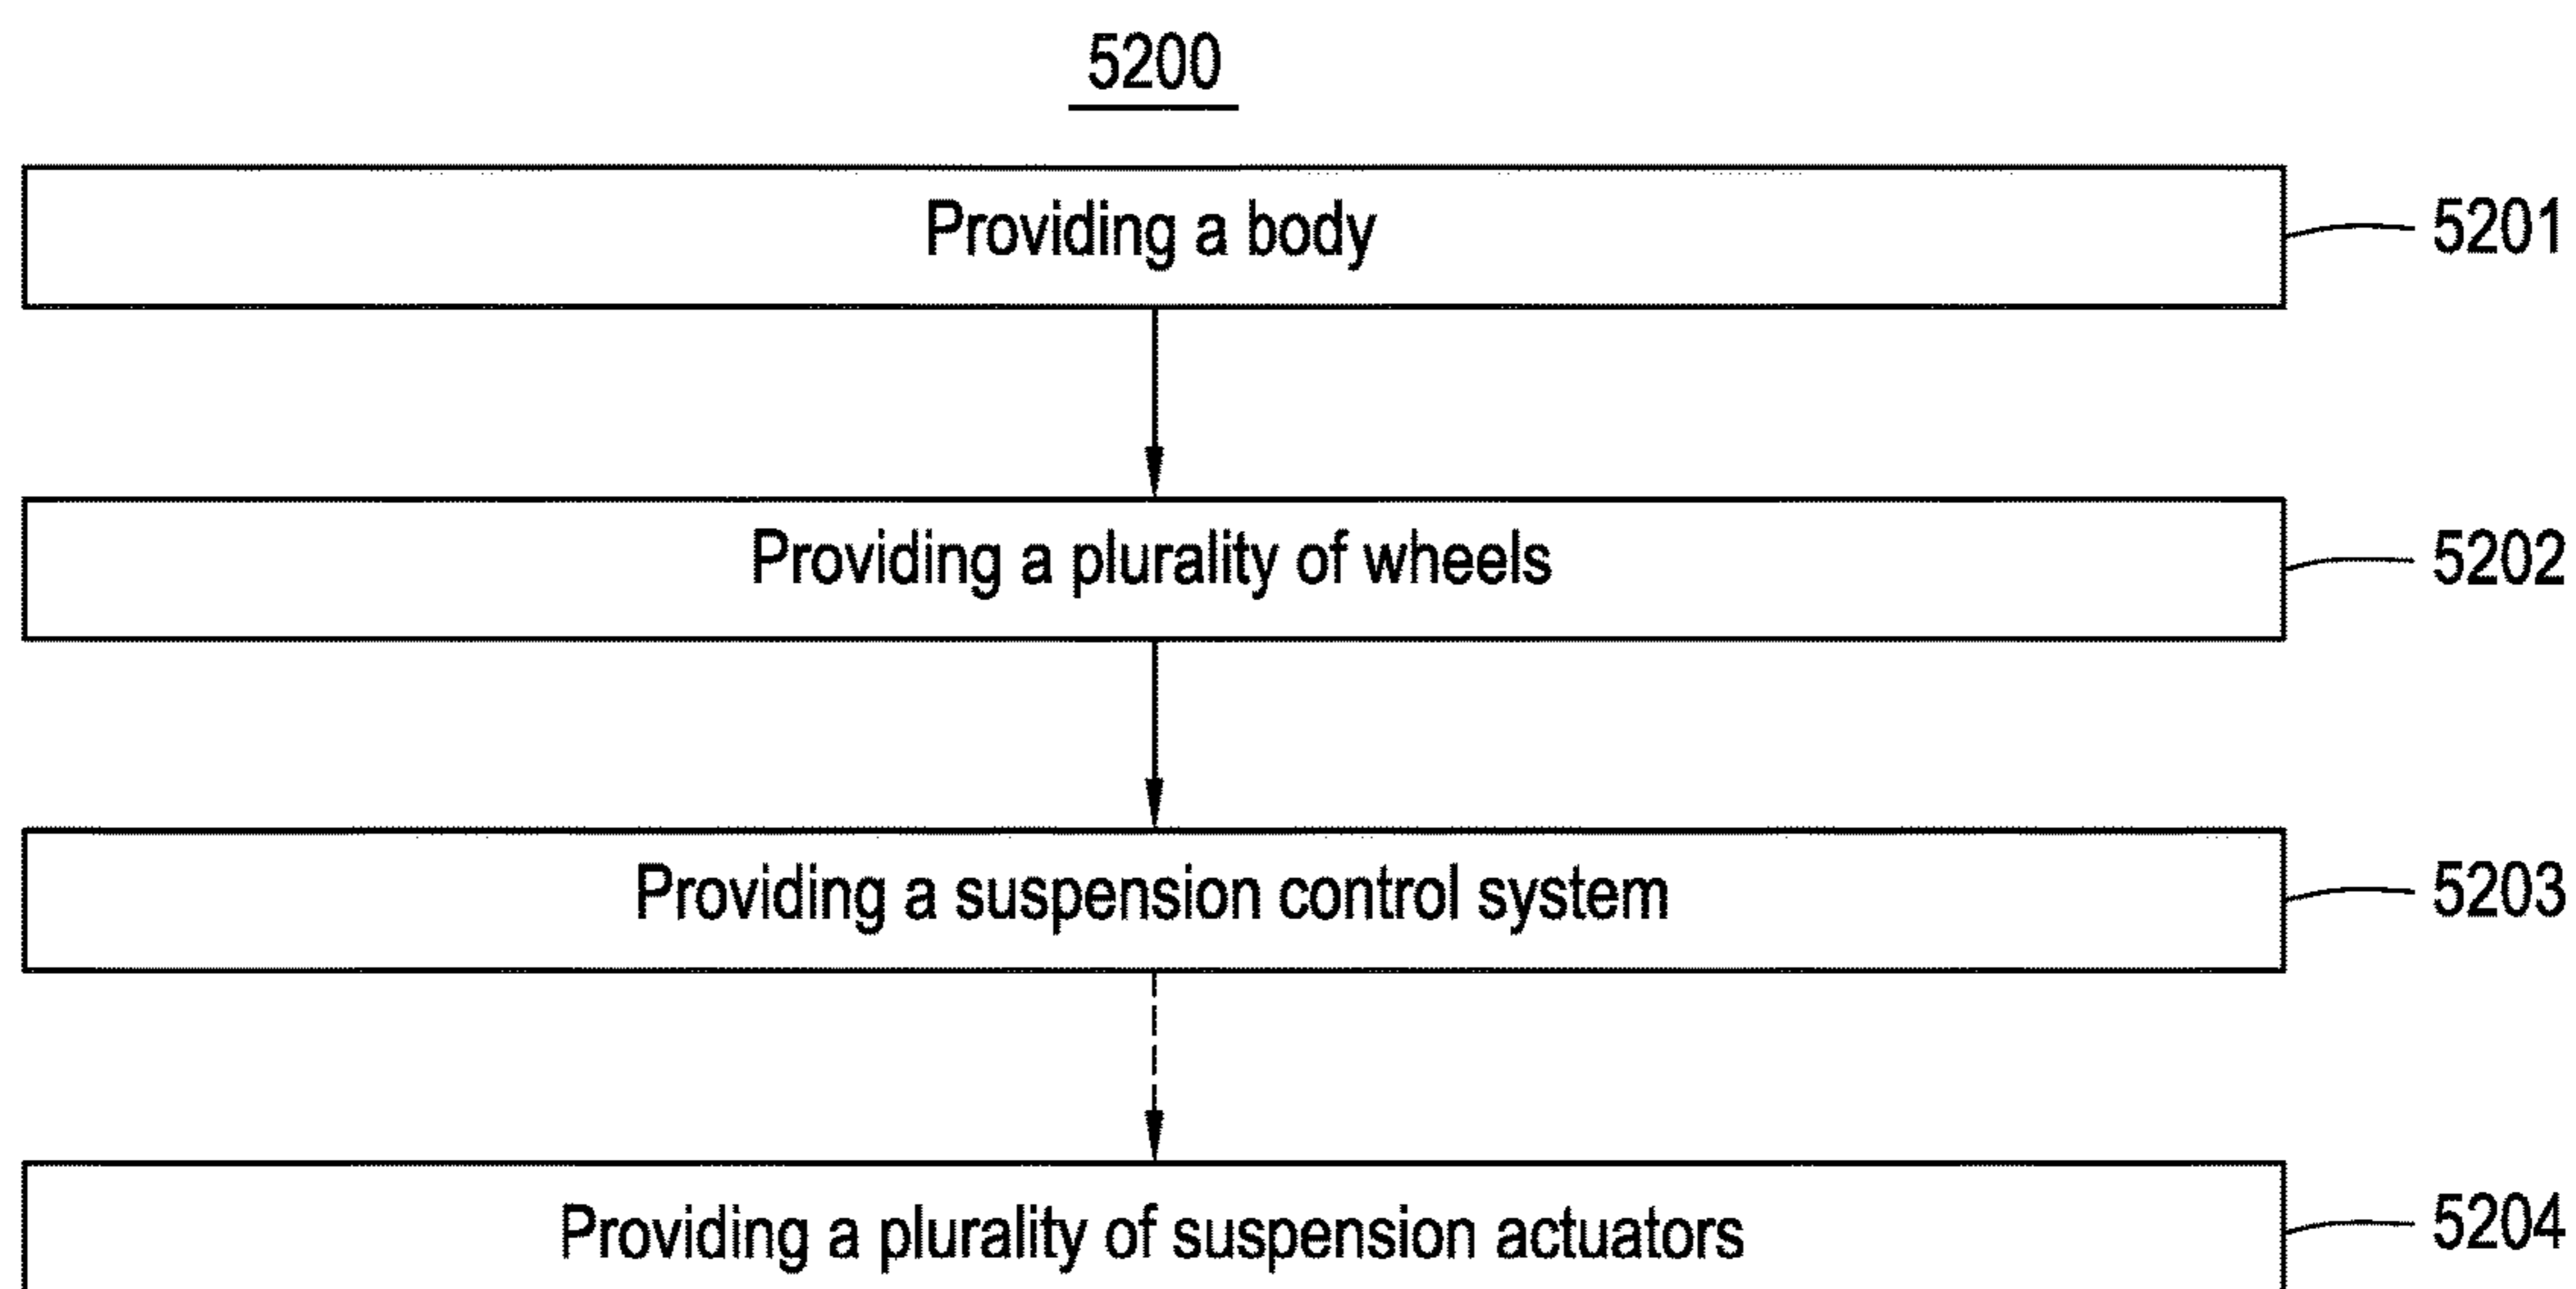 5200
Providing a body
5201
Providing a plurality of wheels
5202
Providing a suspension control system
5203
Providing a plurality of suspension actuators
5204